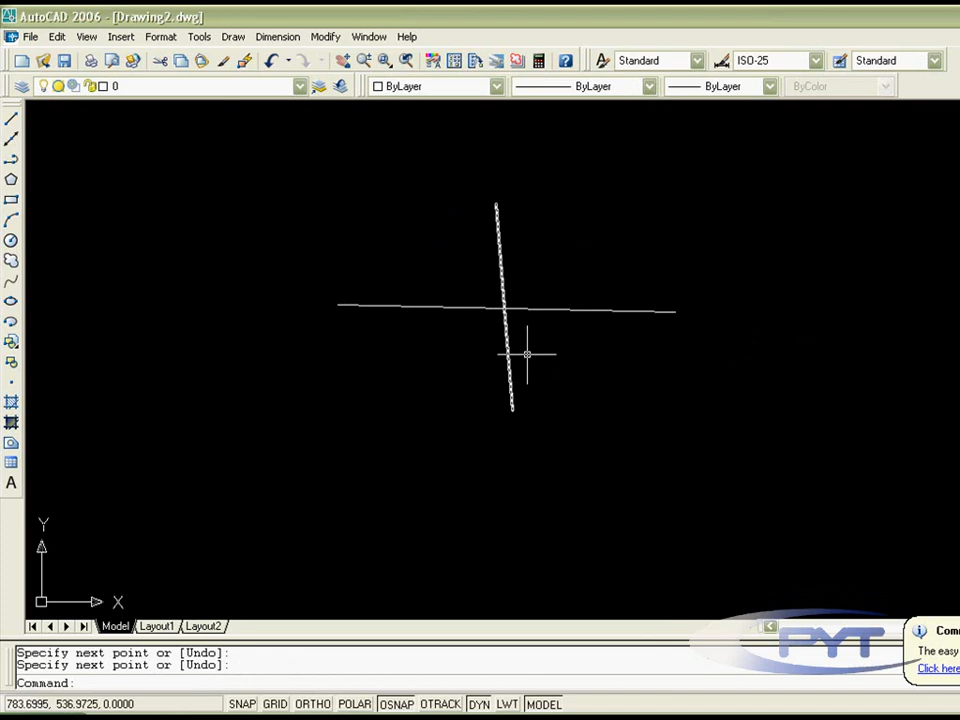 AutoCAD 2006 - [Drawing2.dwg]
File Edit View Insert Format Tools Draw Dimension Modify Window Help
Standard ISO-25 Standard
0 ByLayer ByLayer ByLayer ByColor
A
Y
X
Model Layout1 Layout2
Specify next point or [Undo]:
Specify next point or [Undo]:
Command:
PYT
Com
The easy
Click here
783.6995, 536.9725, 0.0000 SNAP GRID ORTHO POLAR OSNAP OTRACK DYN LWT MODEL